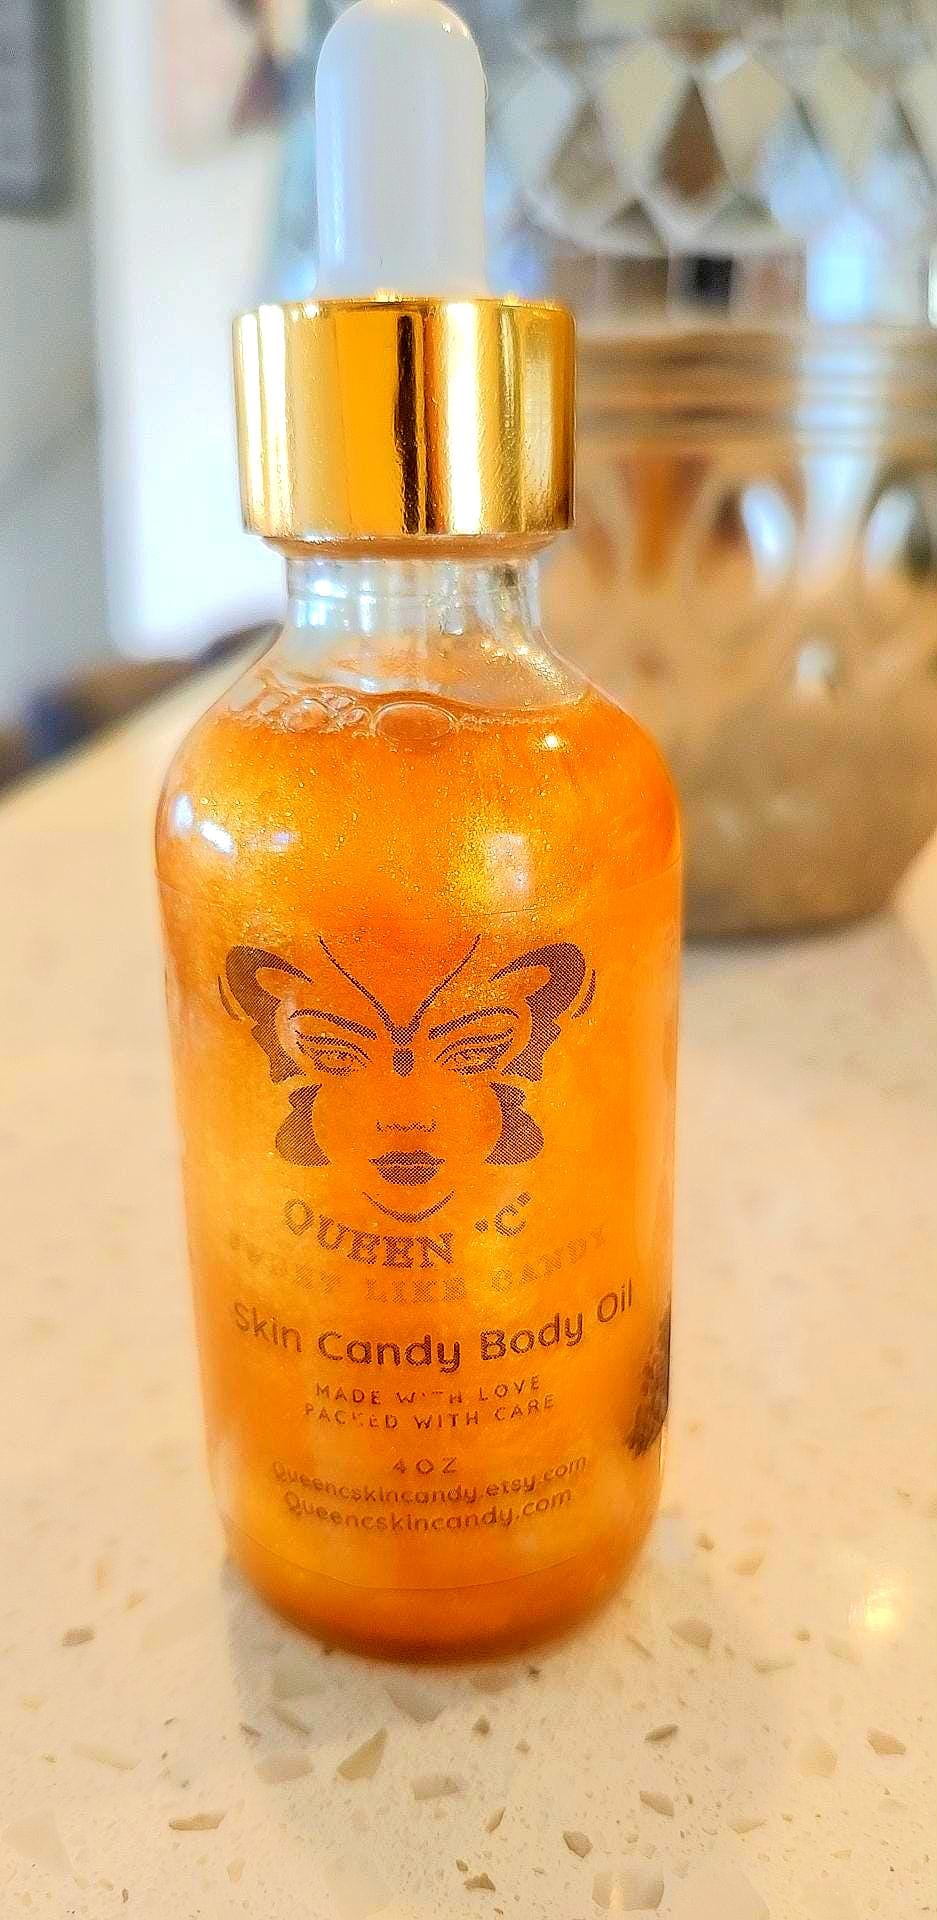 QUEEN "C"
SWEET LIKE CANDY
Skin Candy Body Oil
MADE WITH LOVE
PACKED WITH CARE
4OZ
Queencskincandy.etsy.com
Queencskincandy.com